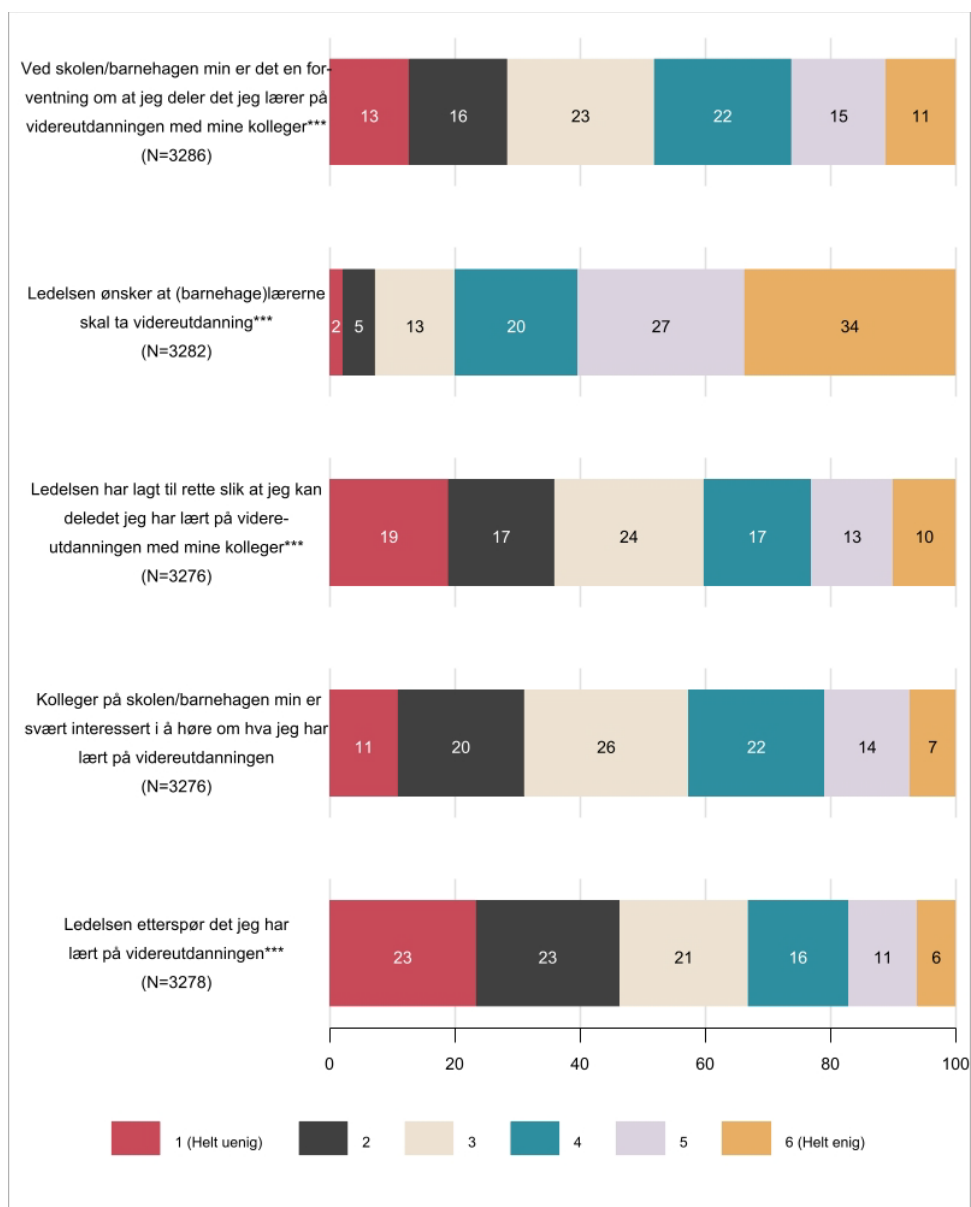 Ved skolen/barnehagen min er det en for-
ventning om at jeg deler det jeg lærer på
videreutdanningen med mine kolleger***
(N=3286)
13 16 23 22 15 11
Ledelsen ønsker at (barnehage)lærerne
skal ta videreutdanning***
(N=3282)
2 5 13 20 27 34
Ledelsen har lagt til rette slik at jeg kan
deledet jeg har lært på videre-
utdanningen med mine kolleger***
(N=3276)
19 17 24 17 13 10
Kolleger på skolen/barnehagen min er
svært interessert i å høre om hva jeg har
lært på videreutdanningen
(N=3276)
11 20 26 22 14 7
Ledelsen etterspør det jeg har
lært på videreutdanningen***
(N=3278)
23 23 21 16 11 6
0 20 40 60 80 100
1 (Helt uenig) 2 3 4 5 6 (Helt enig)